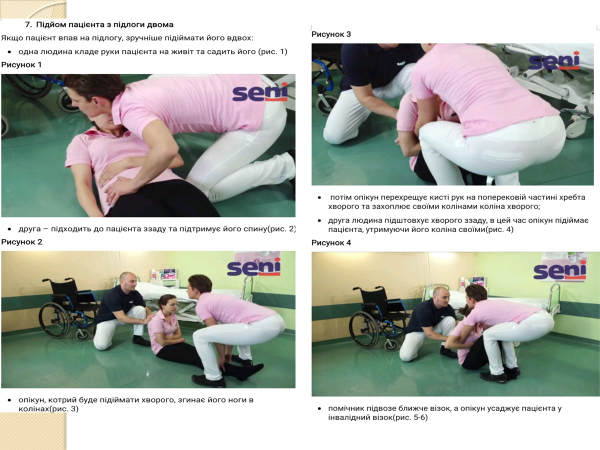 7. Підйом пацієнта з підлоги двома
Якщо пацієнт впав на підлогу, зручніше підіймати його вдвох:
• одна людина кладе руки пацієнта на живіт та садить його (рис. 1)
Рисунок 1
seni
• друга – підходить до пацієнта ззаду та підтримує його спину(рис. 2)
Рисунок 2
seni
• опікун, котрий буде підіймати хворого, згинає його ноги в
колінах(рис. 3)
Рисунок 3
seni
• потім опікун перехрещує кисті рук на поперековій частині хребта
хворого та захоплює своїми колінами коліна хворого;
• друга людина підштовхує хворого ззаду, в цей час опікун підіймає
пацієнта, утримуючи його коліна своїми(рис. 4)
Рисунок 4
seni
• помічник підвозе ближче візок, а опікун усаджує пацієнта у
інвалідний візок(рис. 5-6)